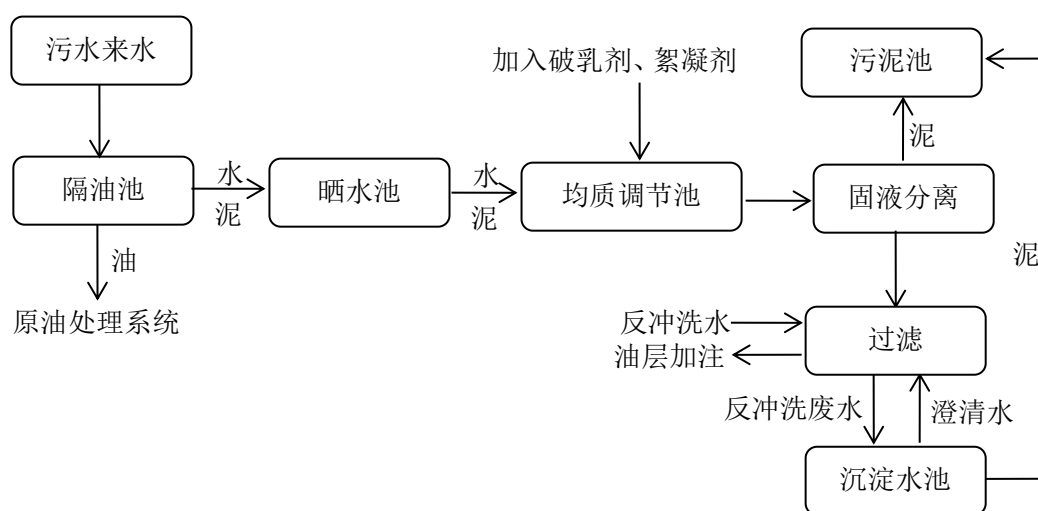 污水来水
加入破乳剂、絮凝剂
污泥池
泥
隔油池
水
泥
晒水池
水
泥
均质调节池
固液分离
油
泥
原油处理系统
反冲洗水
油层加注
过滤
反冲洗废水
澄清水
沉淀水池